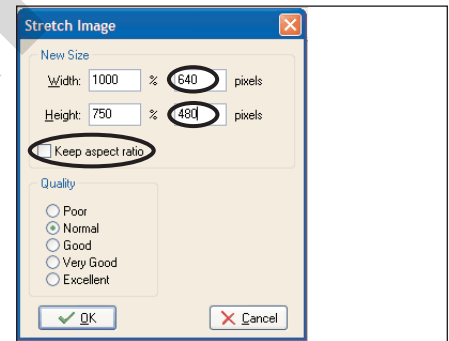 Stretch Image
New Size
Width: 1000 % 640 pixels
Height: 750 % 480 pixels
Keep aspect ratio
Quality
Poor
Normal
Good
Very Good
Excellent
OK Cancel